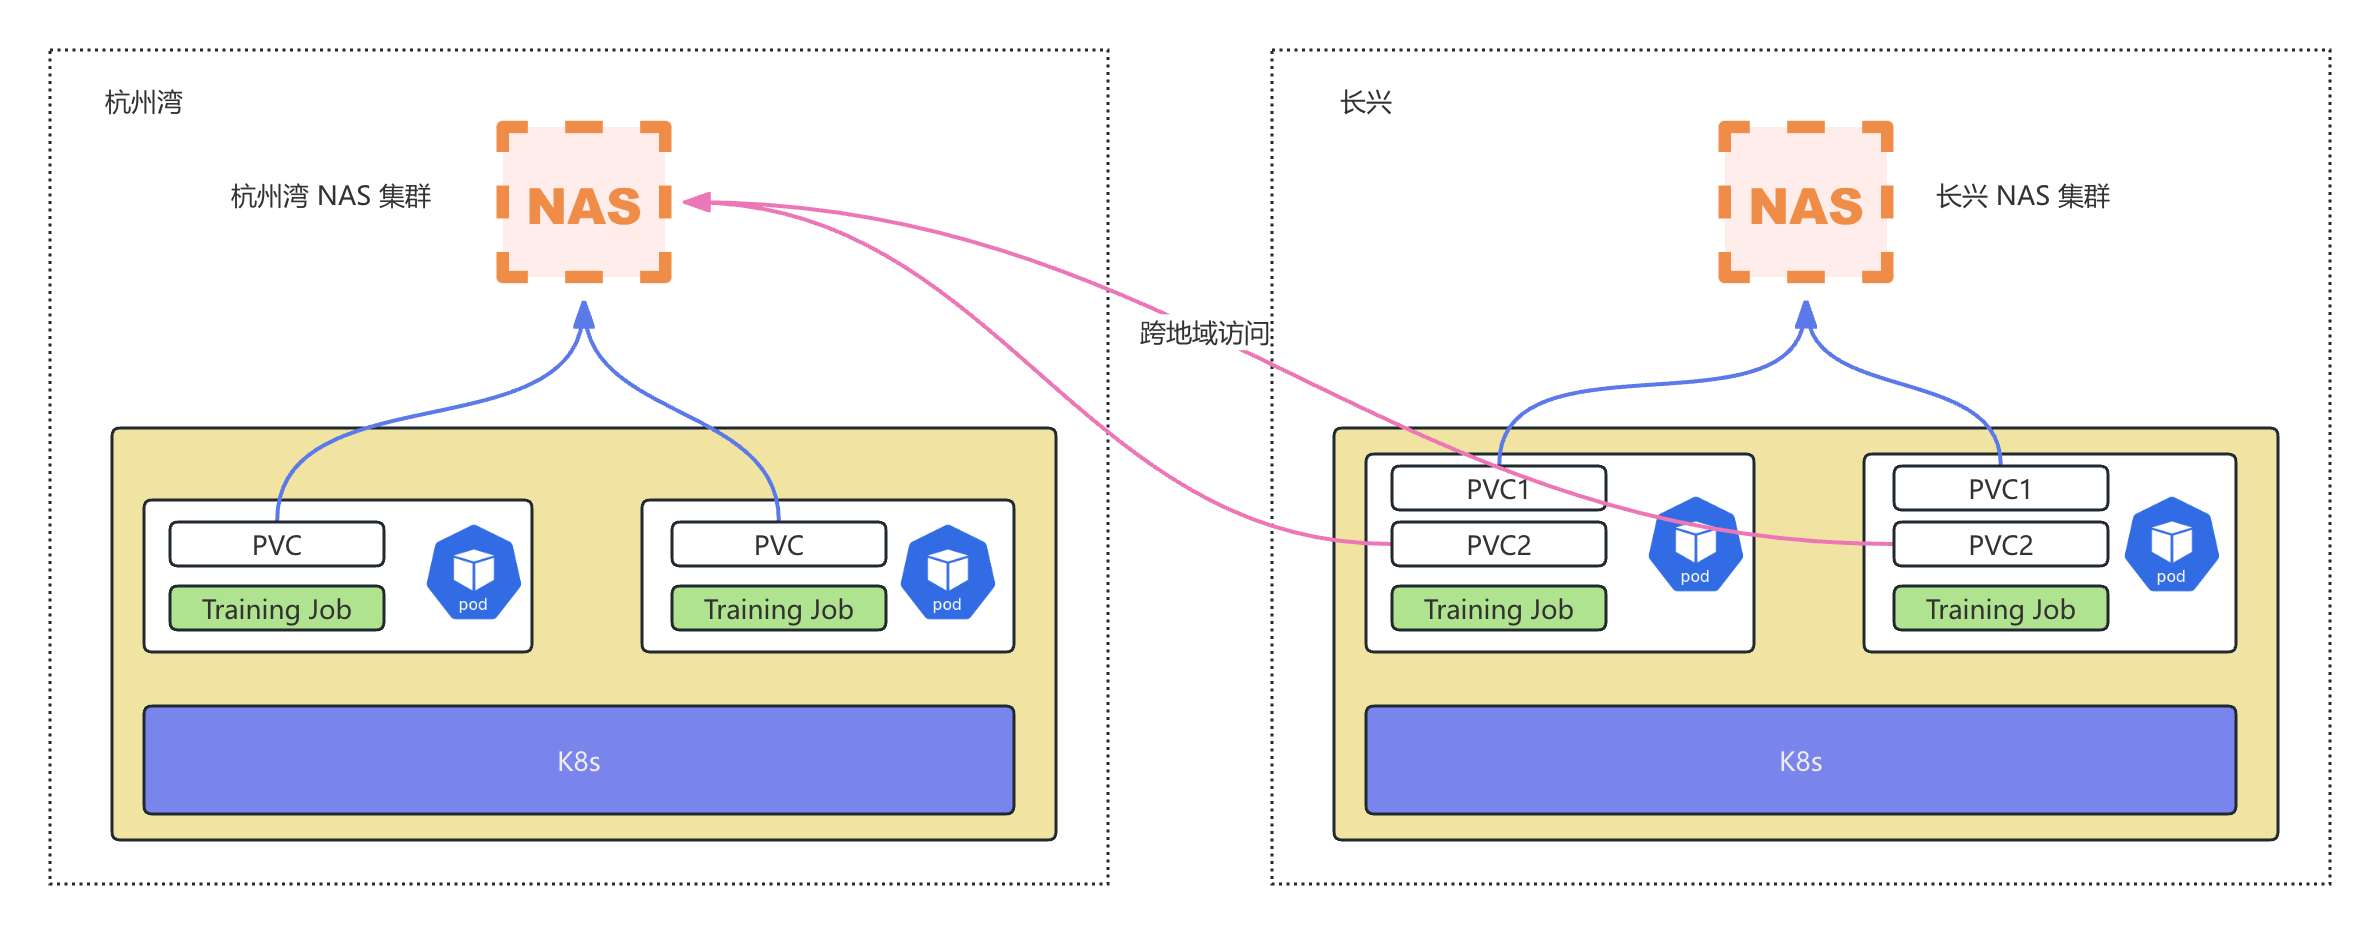 杭州湾
杭州湾 NAS 集群
NAS
PVC
Training Job
pod
PVC
Training Job
pod
K8s
跨地域访问
长兴
NAS
长兴 NAS 集群
PVC1
PVC2
Training Job
pod
PVC1
PVC2
Training Job
pod
K8s